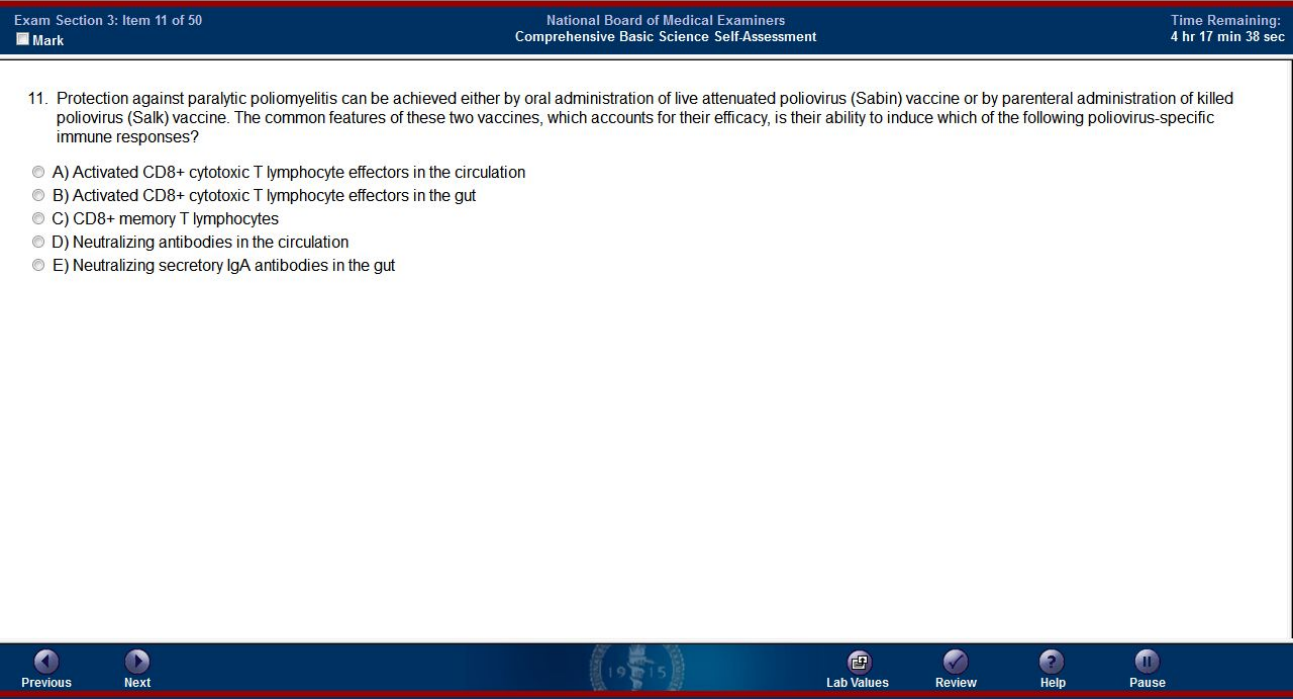 Exam Section 3: Item 11 of 50
National Board of Medical Examiners
Time Remaining:
Mark
Comprehensive Basic Science Self-Assessment
4 hr 17 min 38 sec
11. Protection against paralytic poliomyelitis can be achieved either by oral administration of live attenuated poliovirus (Sabin) vaccine or by parenteral administration of killed
poliovirus (Salk) vaccine. The common features of these two vaccines, which accounts for their efficacy, is their ability to induce which of the following poliovirus-specific
immune responses?
A) Activated CD8+ cytotoxic T lymphocyte effectors in the circulation
B) Activated CD8+ cytotoxic T lymphocyte effectors in the gut
C) CD8+ memory T lymphocytes
D) Neutralizing antibodies in the circulation
E) Neutralizing secretory IgA antibodies in the gut
1915
Previous
Next
Lab Values
Review
Help
Pause